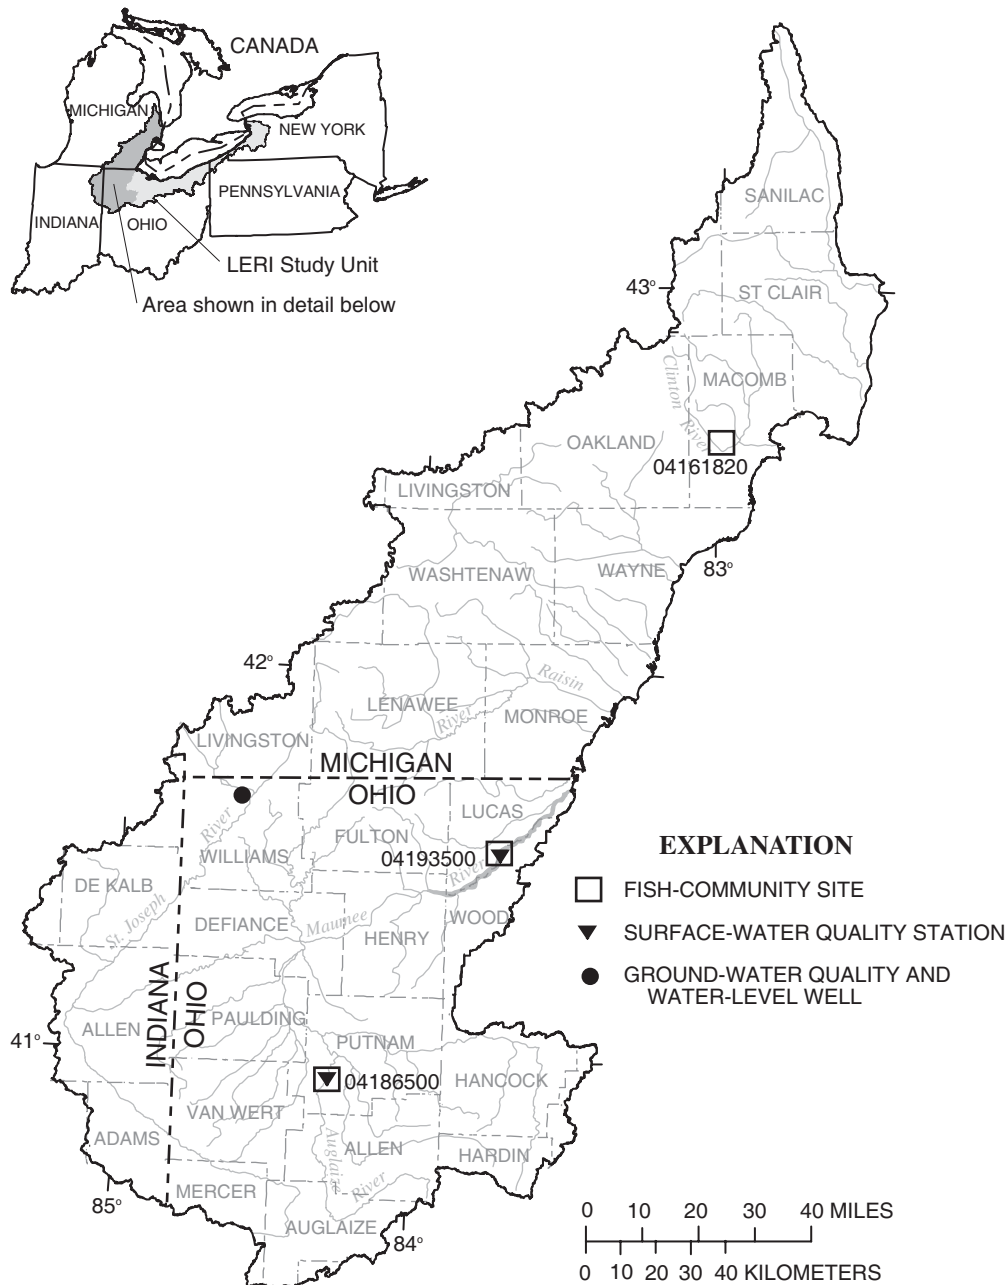 CANADA
MICHIGAN
NEW YORK
PENNSYLVANIA
INDIANA
OHIO
LERI Study Unit
Area shown in detail below
SANILAC
43°
ST CLAIR
MACOMB
Clinton
River
OAKLAND
04161820
LIVINGSTON
WASHTENAW
WAYNE
83°
42°
Raisin
River
LENAWEE
MONROE
LIVINGSTON
MICHIGAN
OHIO
LUCAS
FULTON
River
WILLIAMS
04193500
River
EXPLANATION
FISH-COMMUNITY SITE
SURFACE-WATER QUALITY STATION
GROUND-WATER QUALITY AND
WATER-LEVEL WELL
DE KALB
St. Joseph
DEFIANCE
Maumee
WOOD
HENRY
INDIANA
OHIO
PAULDING
ALLEN
41°
PUTNAM
04186500
HANCOCK
VAN WERT
ADAMS
ALLEN
HARDIN
Auglaize
River
MERCER
85°
AUGLAIZE
84°
0 10 20 30 40 MILES
0 10 20 30 40 KILOMETERS